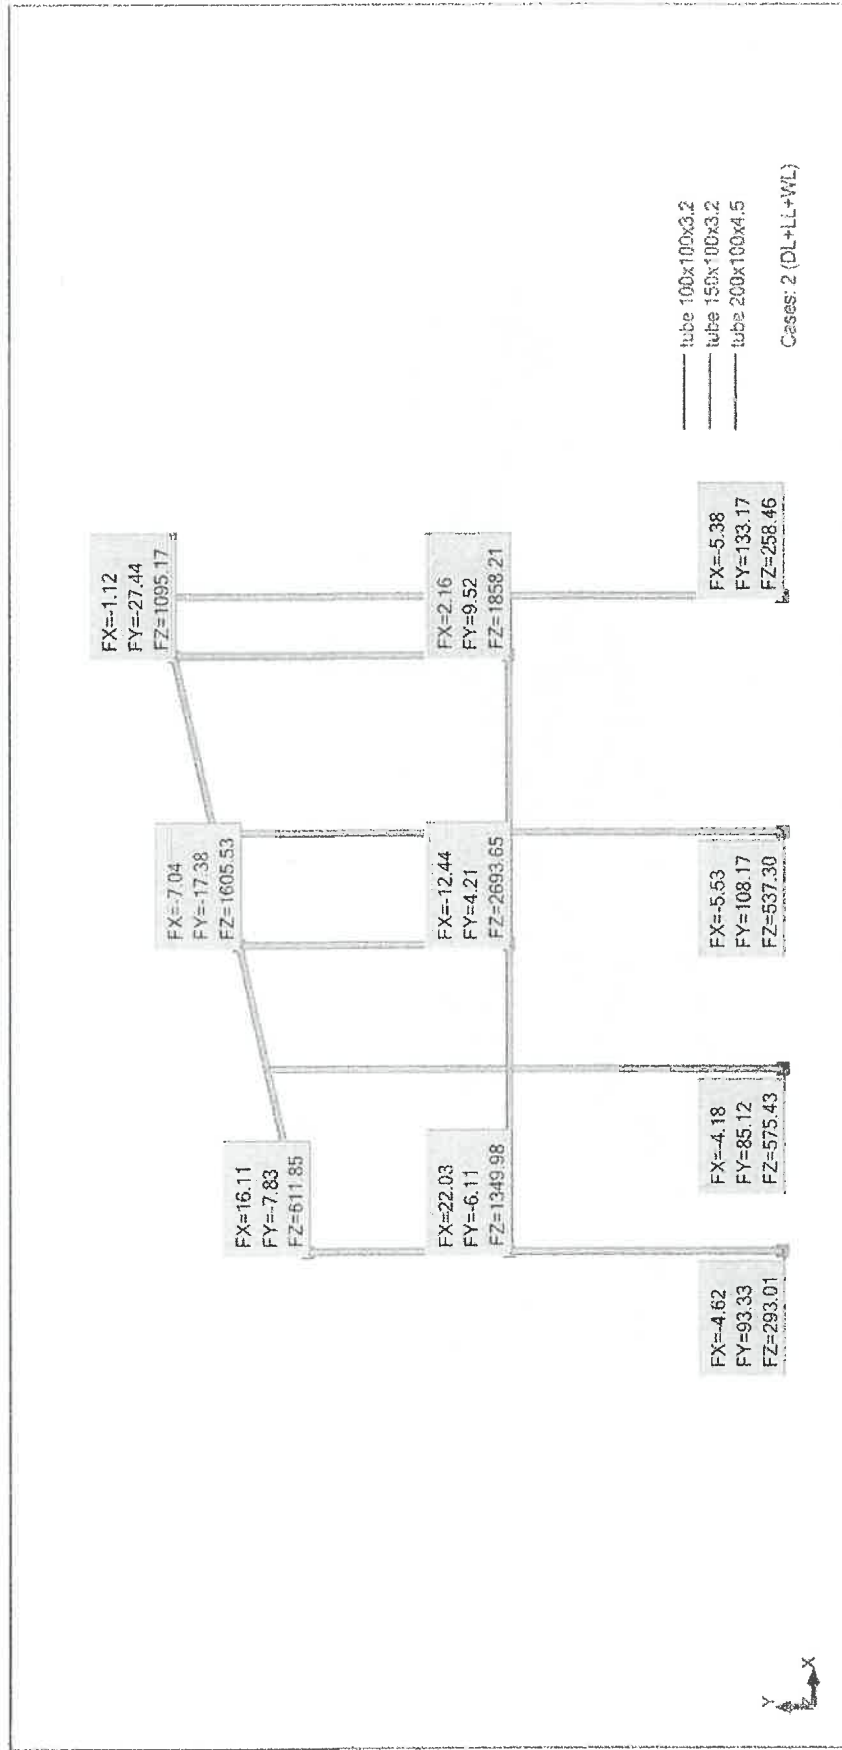 FX=-1.12
FY=-27.44
FZ=1095.17
FX=-7.04
FY=-17.38
FZ=1605.53
FX=16.11
FY=-7.83
FZ=611.85
FX=22.03
FY=-6.11
FZ=1349.98
FX=-12.44
FY=4.21
FZ=2693.65
FX=2.16
FY=9.52
FZ=1858.21
FX=-4.62
FY=93.33
FZ=293.01
FX=-4.18
FY=85.12
FZ=575.43
FX=-5.53
FY=108.17
FZ=537.30
FX=-5.38
FY=133.17
FZ=258.46
tube 100x100x3.2
tube 150x100x3.2
tube 200x100x4.5
Cases: 2 (DL+LL+WL)
Y
Z
X